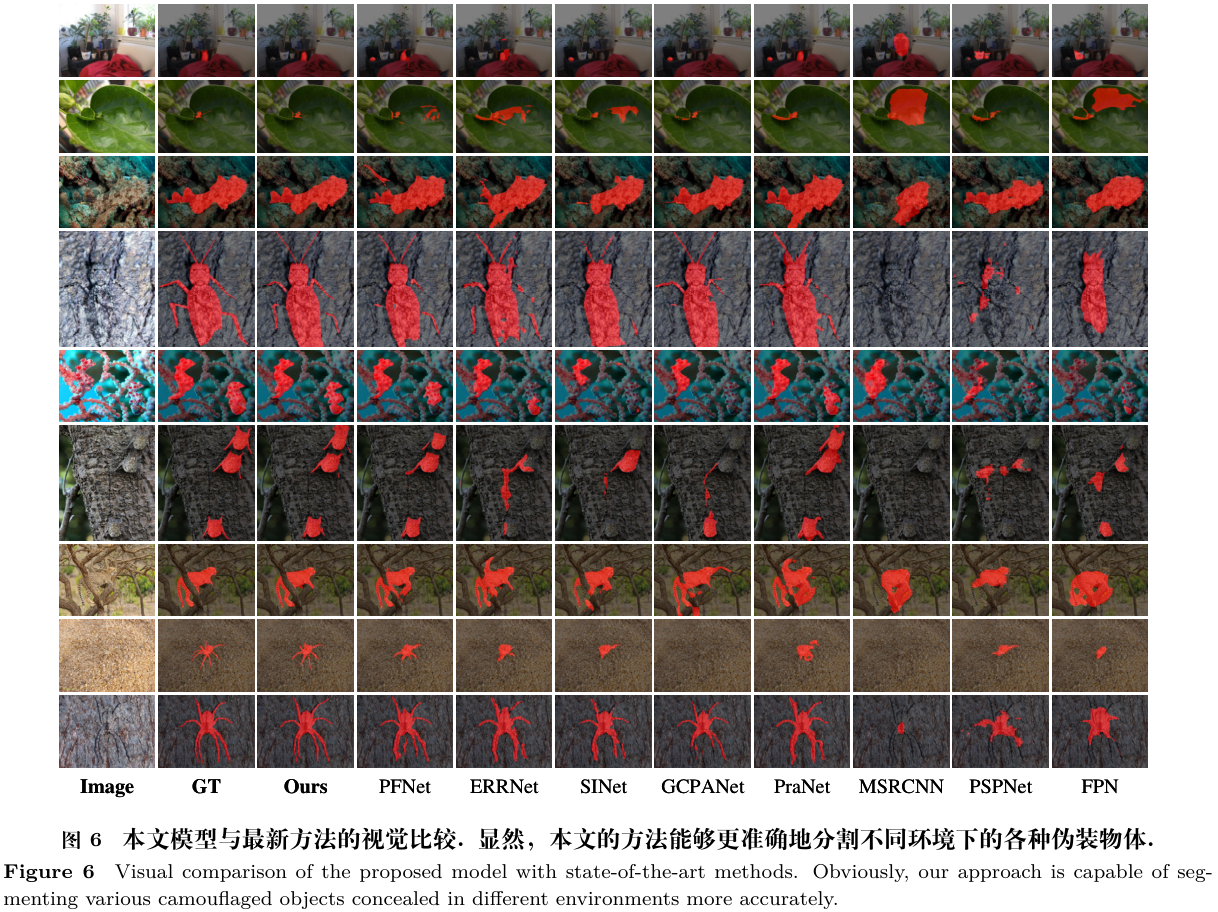 Image GT Ours PFNet ERRNet SINet GCPANet PraNet MSRCNN PSPNet FPN
图 6 本文模型与最新方法的视觉比较. 显然, 本文的方法能够更准确地分割不同环境下的各种伪装物体.
Figure 6 Visual comparison of the proposed model with state-of-the-art methods. Obviously, our approach is capable of seg-
menting various camouflaged objects concealed in different environments more accurately.